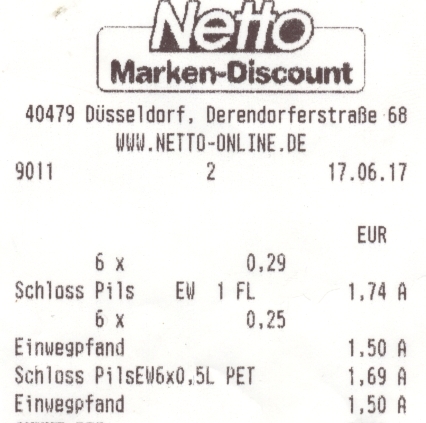 Netto
Marken-Discount
40479 Düsseldorf, Derendorferstraße 68
WWW.NETTO-ONLINE.DE
9011 2 17.06.17
EUR
6 x 0,29
Schloss Pils EW 1 FL 1,74 A
6 x 0,25
Einwegpfand 1,50 A
Schloss PilsEW6x0,5L PET 1,69 A
Einwegpfand 1,50 A